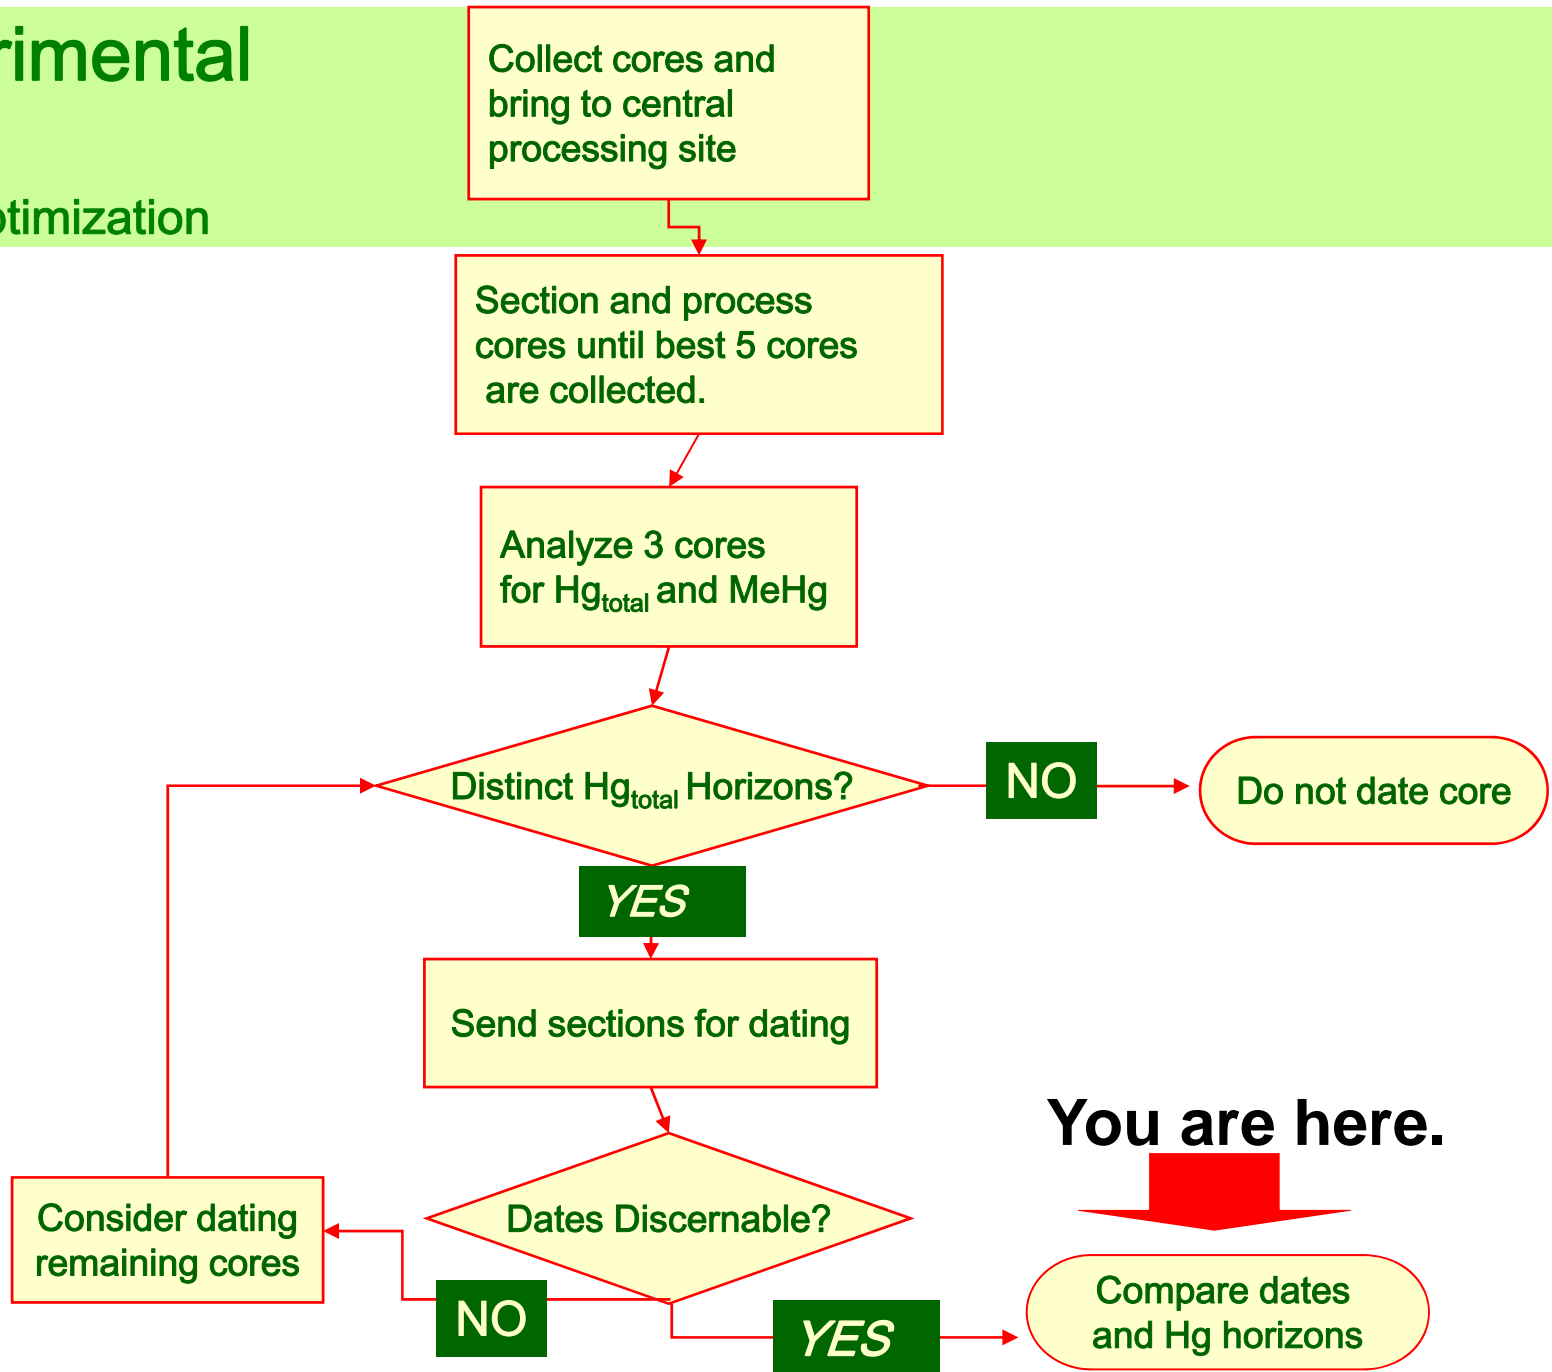 rimental
ptimization
Collect cores and
bring to central
processing site
Section and process
cores until best 5 cores
are collected.
Analyze 3 cores
for Hgtotal and MeHg
Distinct Hgtotal Horizons?
NO
Do not date core
YES
Send sections for dating
You are here.
Dates Discernable?
Consider dating
remaining cores
NO
YES
Compare dates
and Hg horizons